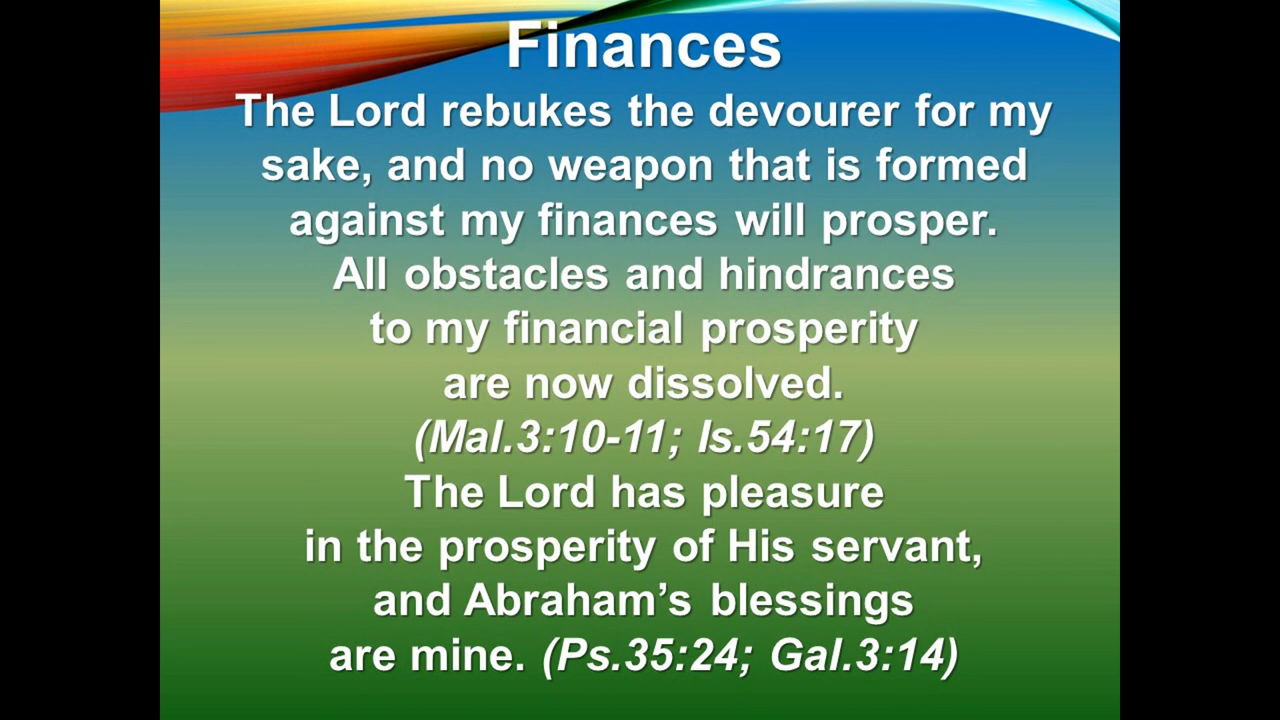 Finances
The Lord rebukes the devourer for my
sake, and no weapon that is formed
against my finances will prosper.
All obstacles and hindrances
to my financial prosperity
are now dissolved.
(Mal.3:10-11; Is.54:17)
The Lord has pleasure
in the prosperity of His servant,
and Abraham’s blessings
are mine. (Ps.35:24; Gal.3:14)